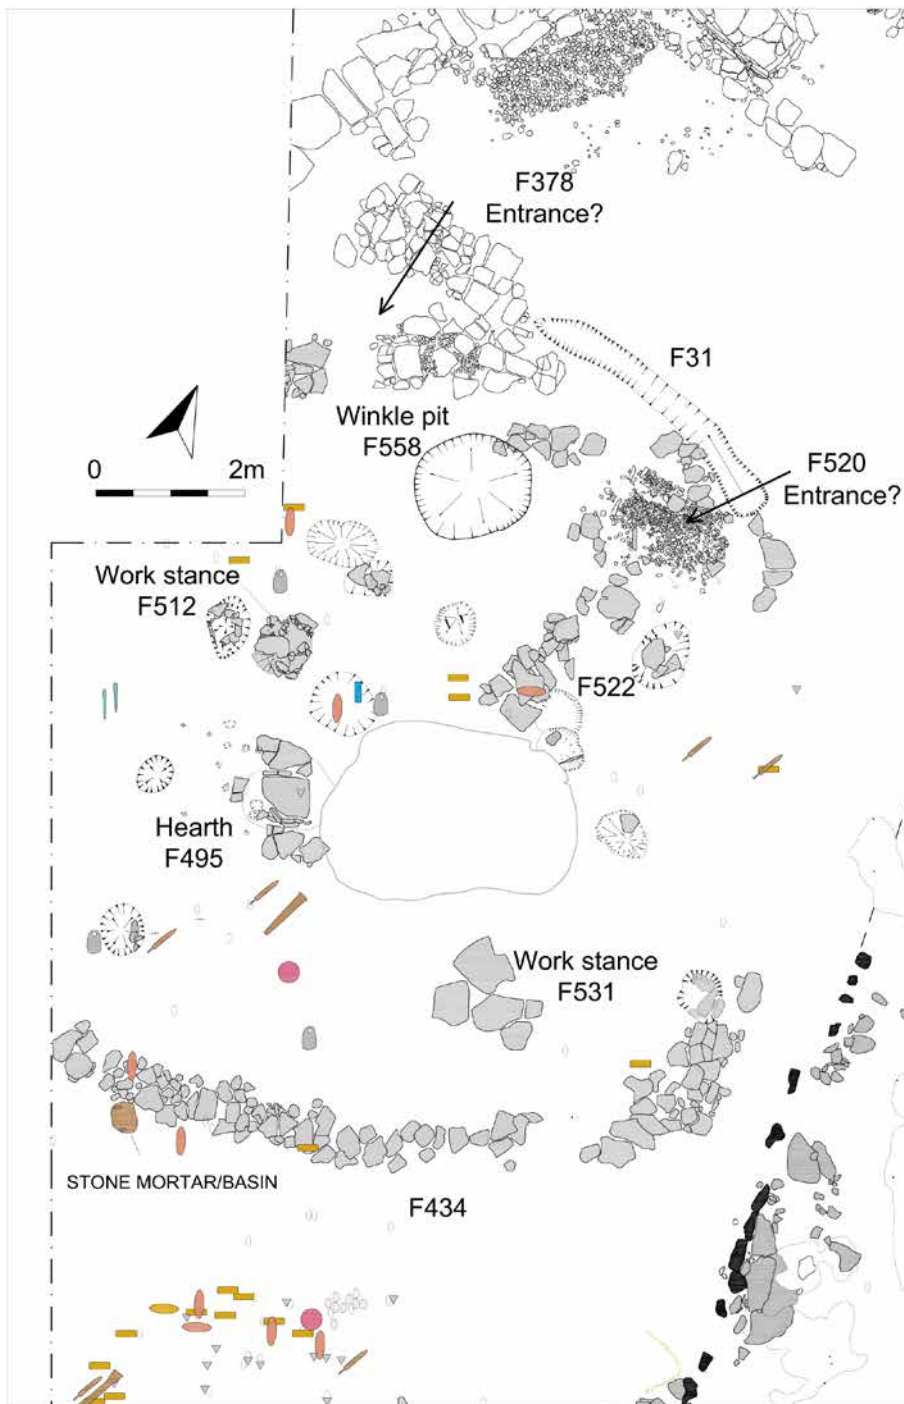 F378
Entrance?
F31
Winkle pit
F558
0 2m
F520
Entrance?
Work stance
F512
F522
Hearth
F495
Work stance
F531
STONE MORTAR/BASIN
F434